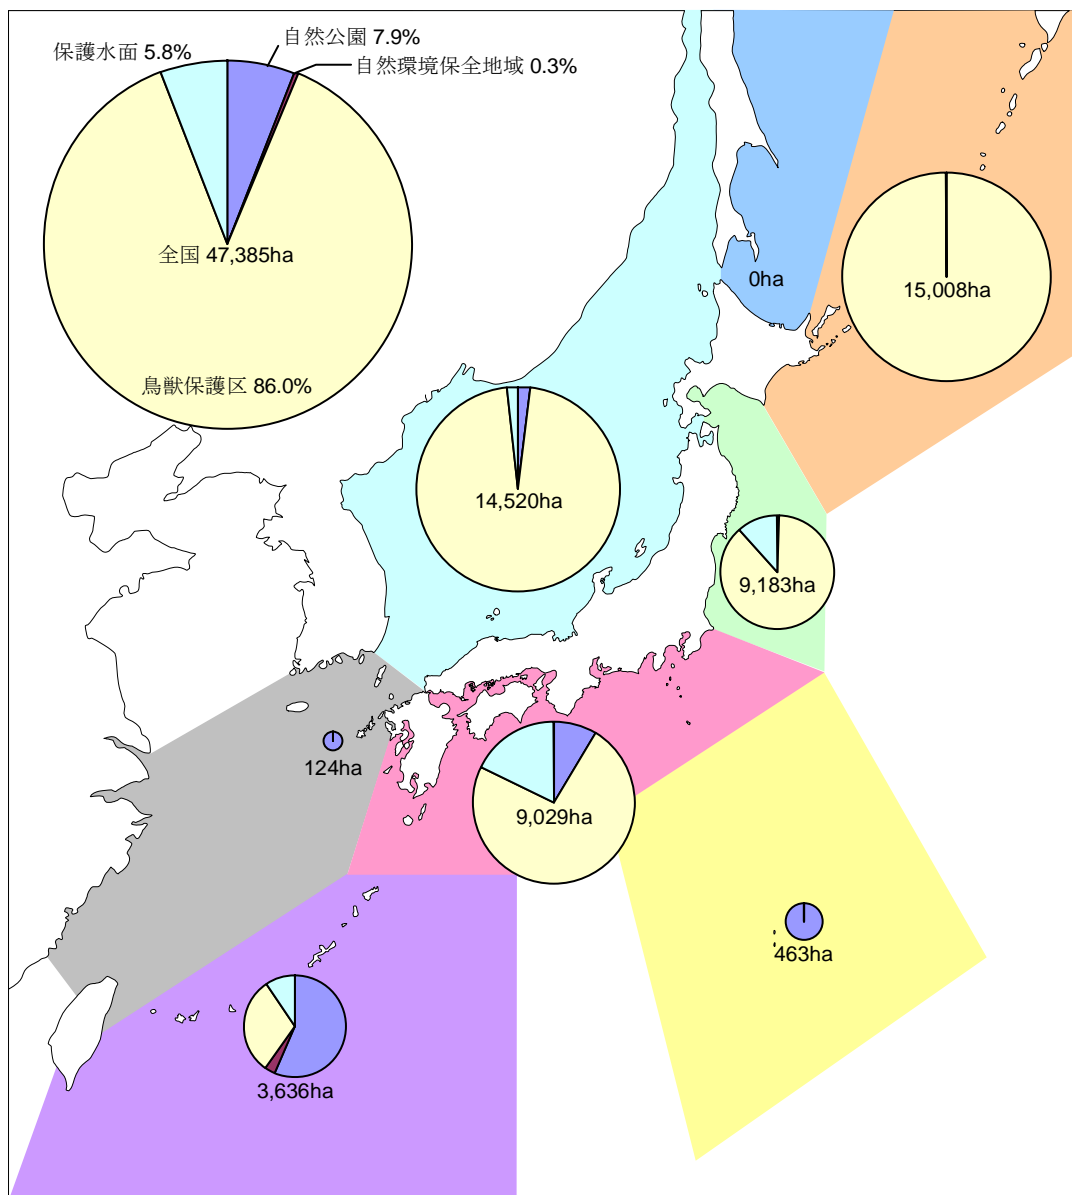 自然公園 7.9%
保護水面 5.8%
自然環境保全地域 0.3%
全国 47,385ha
0ha
15,008ha
鳥獣保護区 86.0%
14,520ha
9,183ha
124ha
9,029ha
463ha
3,636ha